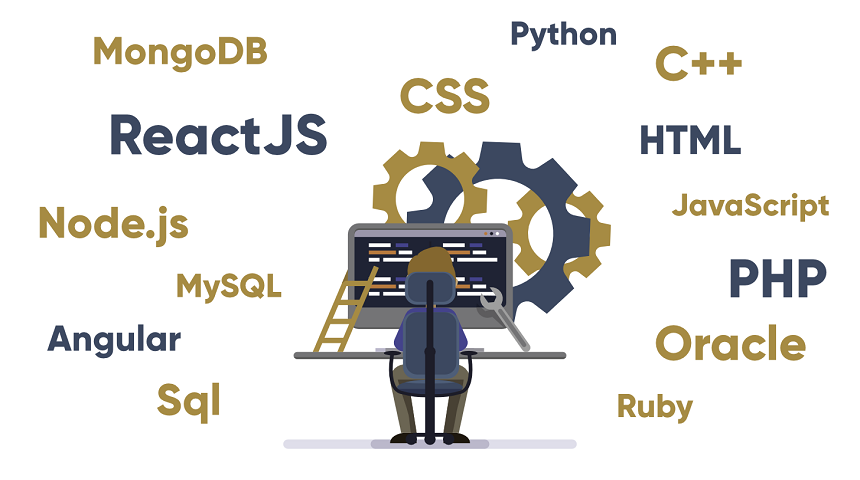 Python
MongoDB
C++
CSS
ReactJS
HTML
JavaScript
Node.js
PHP
MySQL
Angular
Oracle
Sql
Ruby